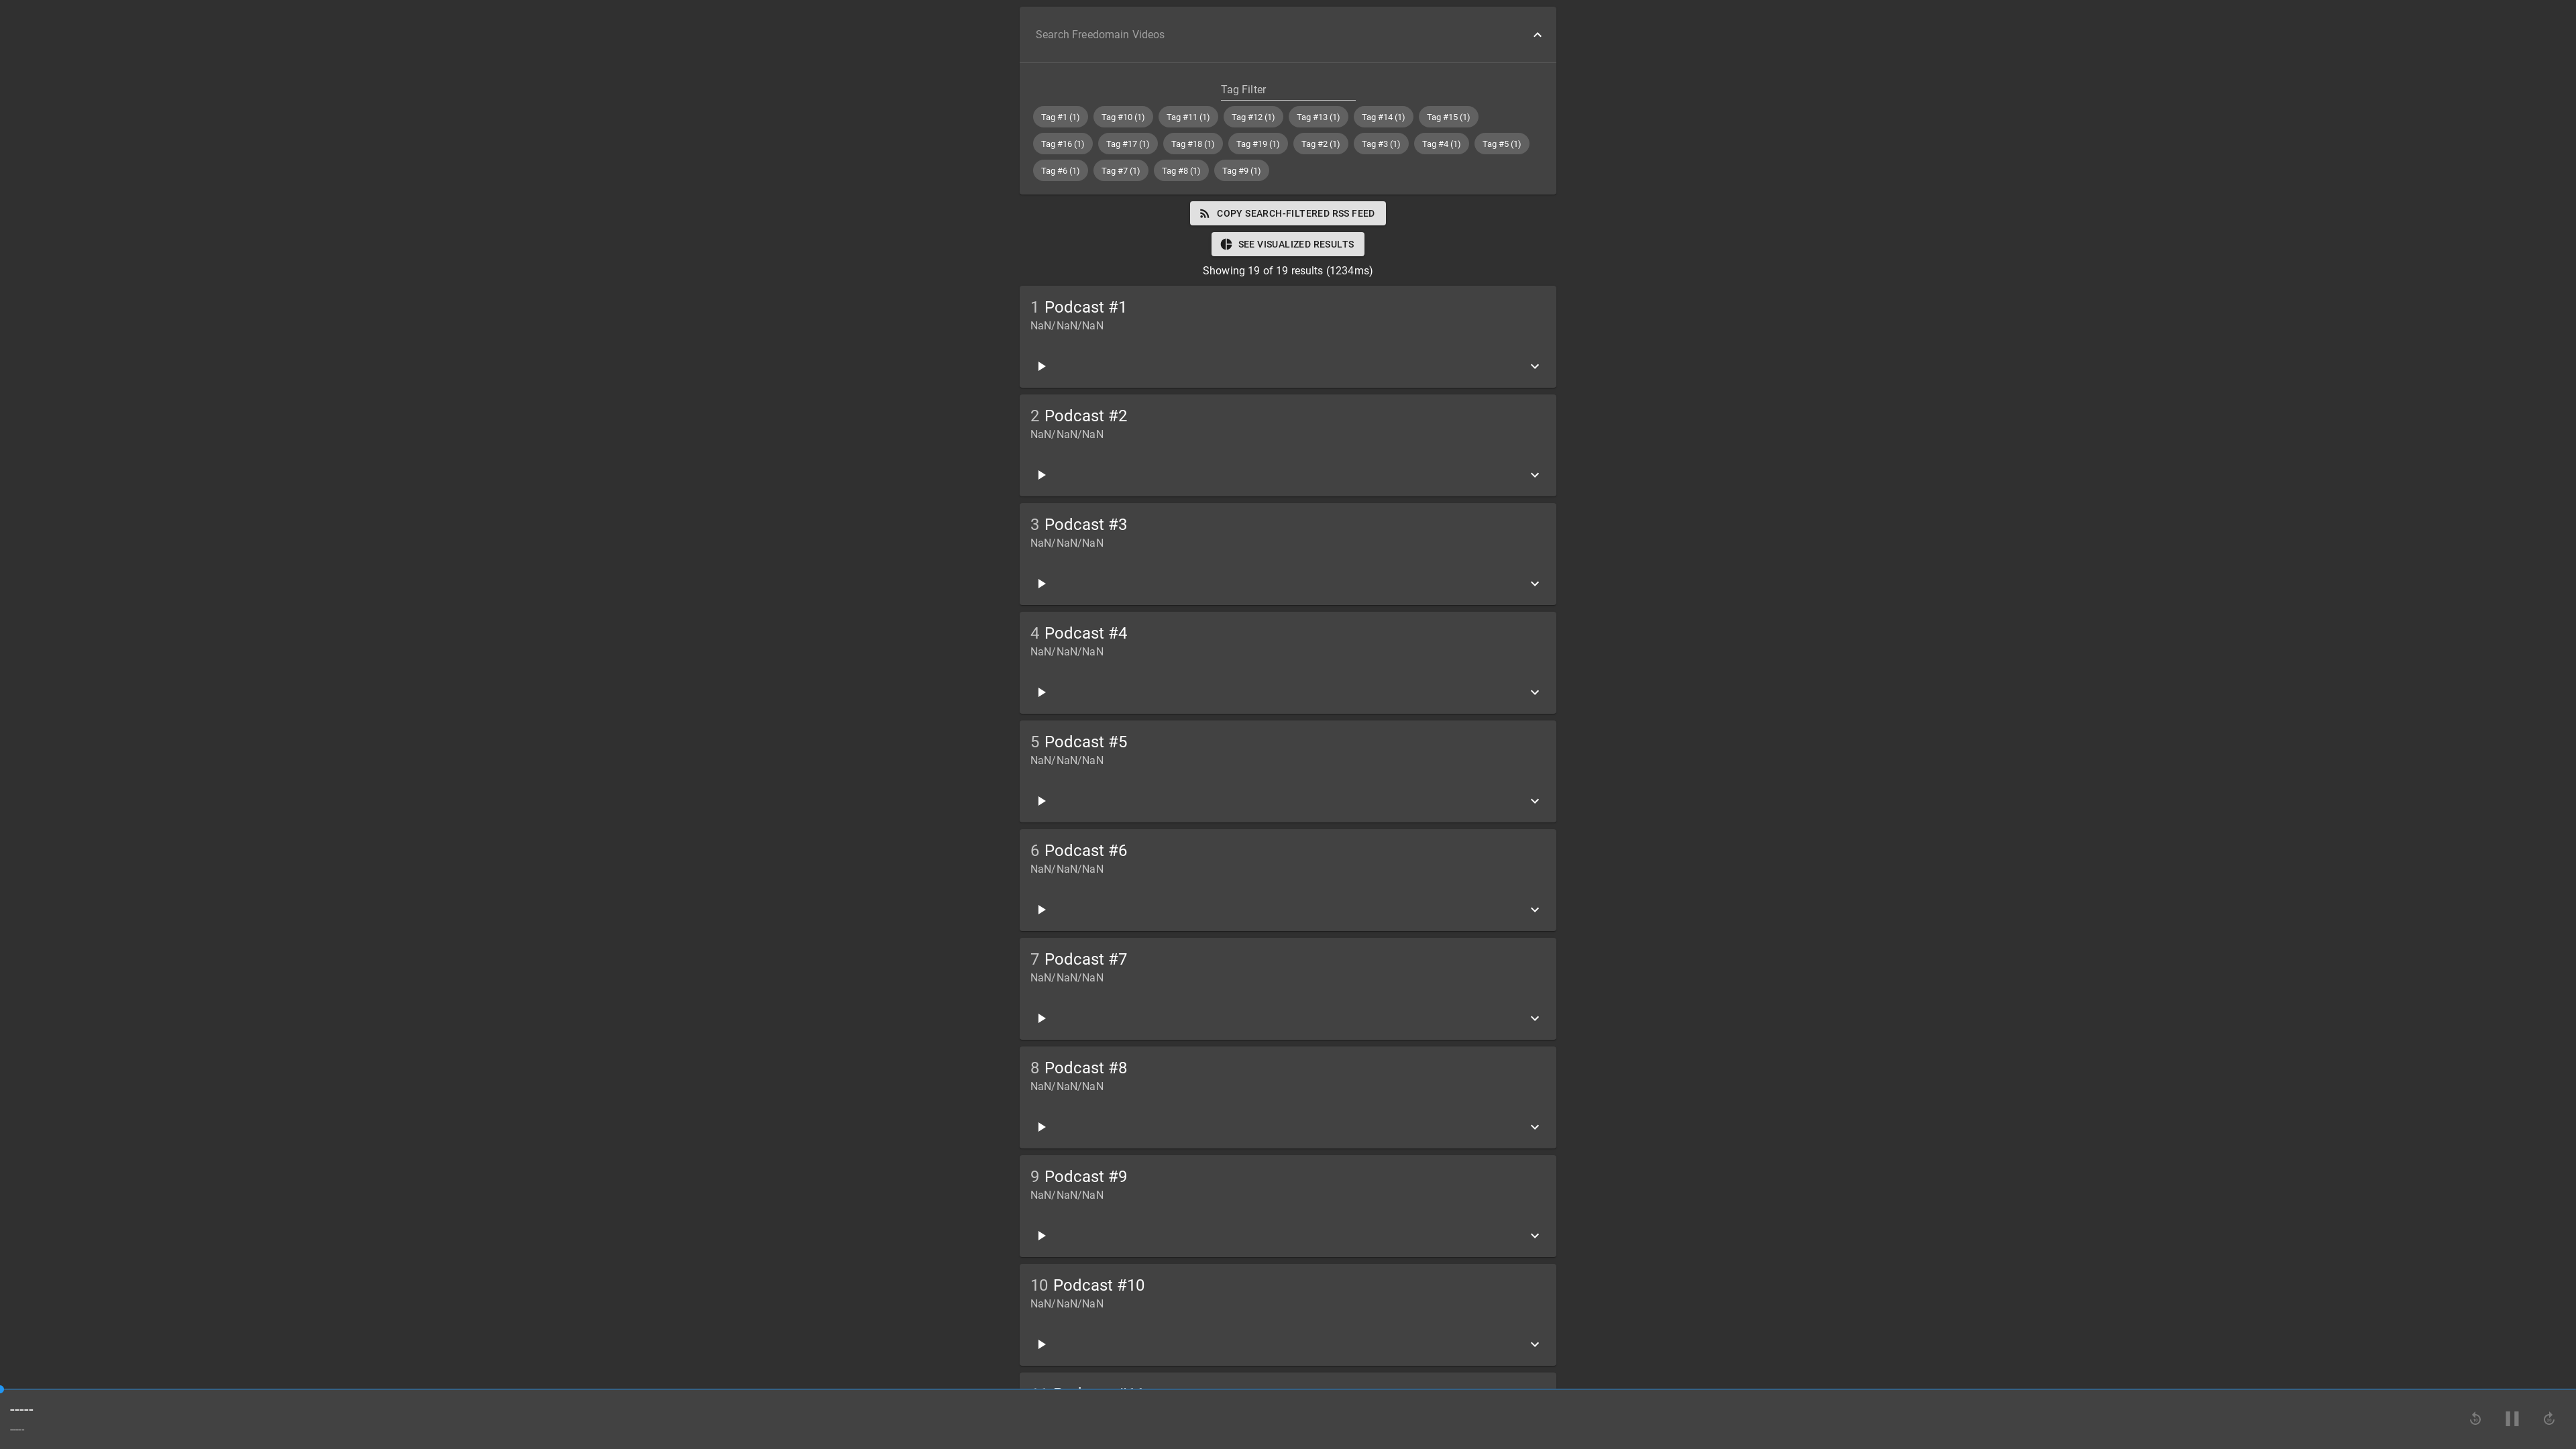 Search Freedomain Videos
Tag Filter
Tag #1 (1) Tag #10 (1) Tag #11 (1) Tag #12 (1) Tag #13 (1) Tag #14 (1) Tag #15 (1)
Tag #16 (1) Tag #17 (1) Tag #18 (1) Tag #19 (1) Tag #2 (1) Tag #3 (1) Tag #4 (1) Tag #5 (1)
Tag #6 (1) Tag #7 (1) Tag #8 (1) Tag #9 (1)
COPY SEARCH-FILTERED RSS FEED
SEE VISUALIZED RESULTS
Showing 19 of 19 results (1234ms)
1 Podcast #1
NaN/NaN/NaN
2 Podcast #2
NaN/NaN/NaN
3 Podcast #3
NaN/NaN/NaN
4 Podcast #4
NaN/NaN/NaN
5 Podcast #5
NaN/NaN/NaN
6 Podcast #6
NaN/NaN/NaN
7 Podcast #7
NaN/NaN/NaN
8 Podcast #8
NaN/NaN/NaN
9 Podcast #9
NaN/NaN/NaN
10 Podcast #10
NaN/NaN/NaN
-----
-----